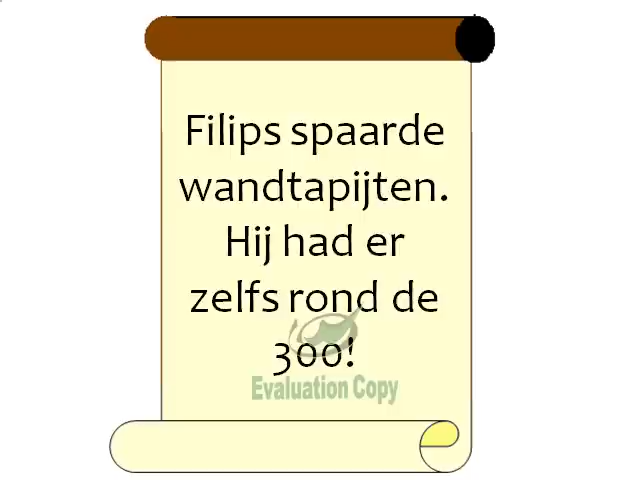 Filips spaarde
wandtapijten.
Hij had er
zelfs rond de
300!
Evaluation Copy